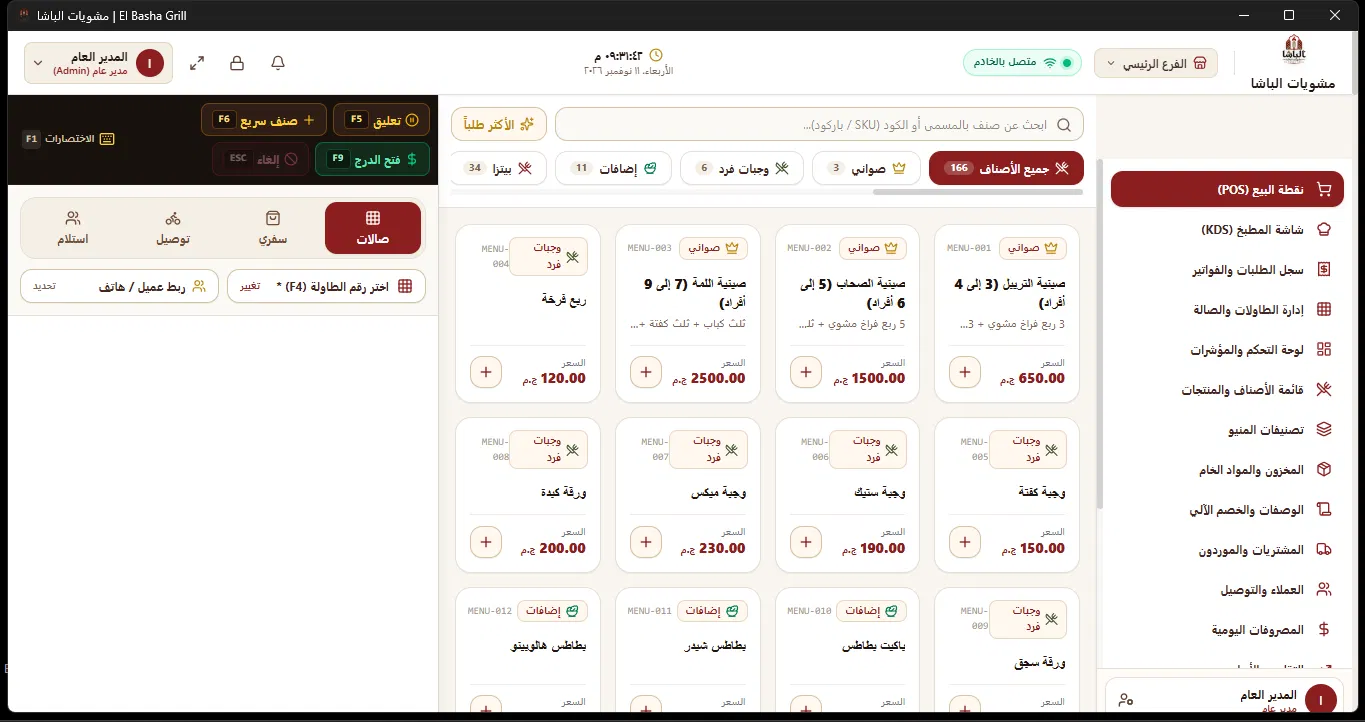 مشويات الباشا | El Basha Grill
مشويات الباشا
الفرع الرئيسي
متصل بالخادم
٠٩:٣١:٤٢ م
الأربعاء، ١١ نوفمبر ٢٠٢٦
المدير العام
مدير عام (Admin)
نقطة البيع (POS)
شاشة المطبخ (KDS)
سجل الطلبات والفواتير
إدارة الطاولات والصالة
لوحة التحكم والمؤشرات
قائمة الأصناف والمنتجات
تصنيفات المنيو
المخزون والمواد الخام
الوصفات والخصم الآلي
المشتريات والموردون
العملاء والتوصيل
المصروفات اليومية
المدير العام
مدير عام
ابحث عن صنف بالمسمى أو الكود (SKU / باركود)...
الأكثر طلباً
جميع الأصناف 166
صواني 3
وجبات فرد 6
إضافات 11
بيتزا 34
صواني MENU-001
صينية التربيل (3 إلى 4 أفراد)
3 ربع فراخ مشوي + 3...
السعر
650.00 ج.م
صواني MENU-002
صينية الصحاب (5 إلى 6 أفراد)
5 ربع فراخ مشوي + ثلـ...
السعر
1500.00 ج.م
صواني MENU-003
صينية اللمة (7 إلى 9 أفراد)
ثلث كباب + ثلث كفتة +...
السعر
2500.00 ج.م
وجبات فرد MENU-004
ربع فرخة
السعر
120.00 ج.م
وجبات فرد MENU-005
وجبة كفتة
السعر
150.00 ج.م
وجبات فرد MENU-006
وجبة ستيك
السعر
190.00 ج.م
وجبات فرد MENU-007
وجبة ميكس
السعر
230.00 ج.م
وجبات فرد MENU-008
ورقة كبدة
السعر
200.00 ج.م
وجبات فرد MENU-009
ورقة سجق
السعر
إضافات MENU-010
باكيت بطاطس
السعر
إضافات MENU-011
بطاطس شيدر
السعر
إضافات MENU-012
بطاطس هالوبينو
السعر
تعليق F5
صنف سريع F6
الاختصارات F1
فتح الدرج F9
إلغاء ESC
صالات
سفري
توصيل
استلام
اختر رقم الطاولة (F4) * تغيير
ربط عميل / هاتف تحديد